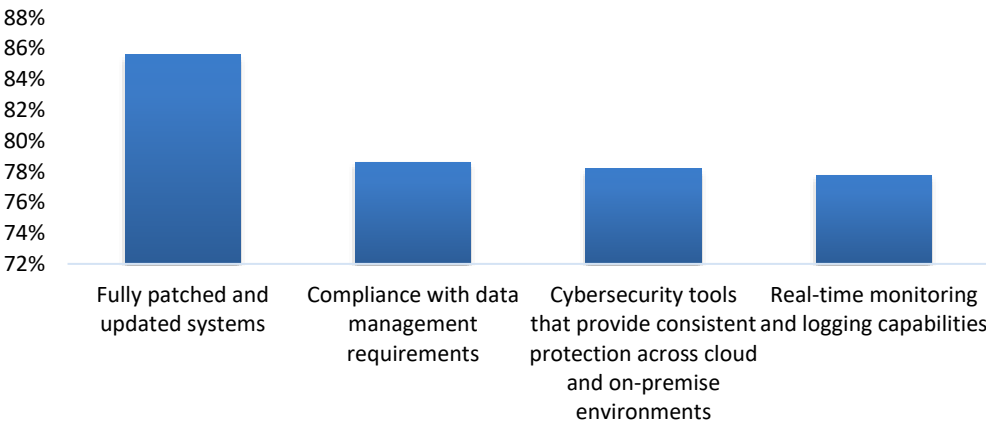 88%
86%
84%
82%
80%
78%
76%
74%
72%
Fully patched and
updated systems
Compliance with data
management
requirements
Cybersecurity tools
that provide consistent
protection across cloud
and on-premise
environments
Real-time monitoring
and logging capabilities